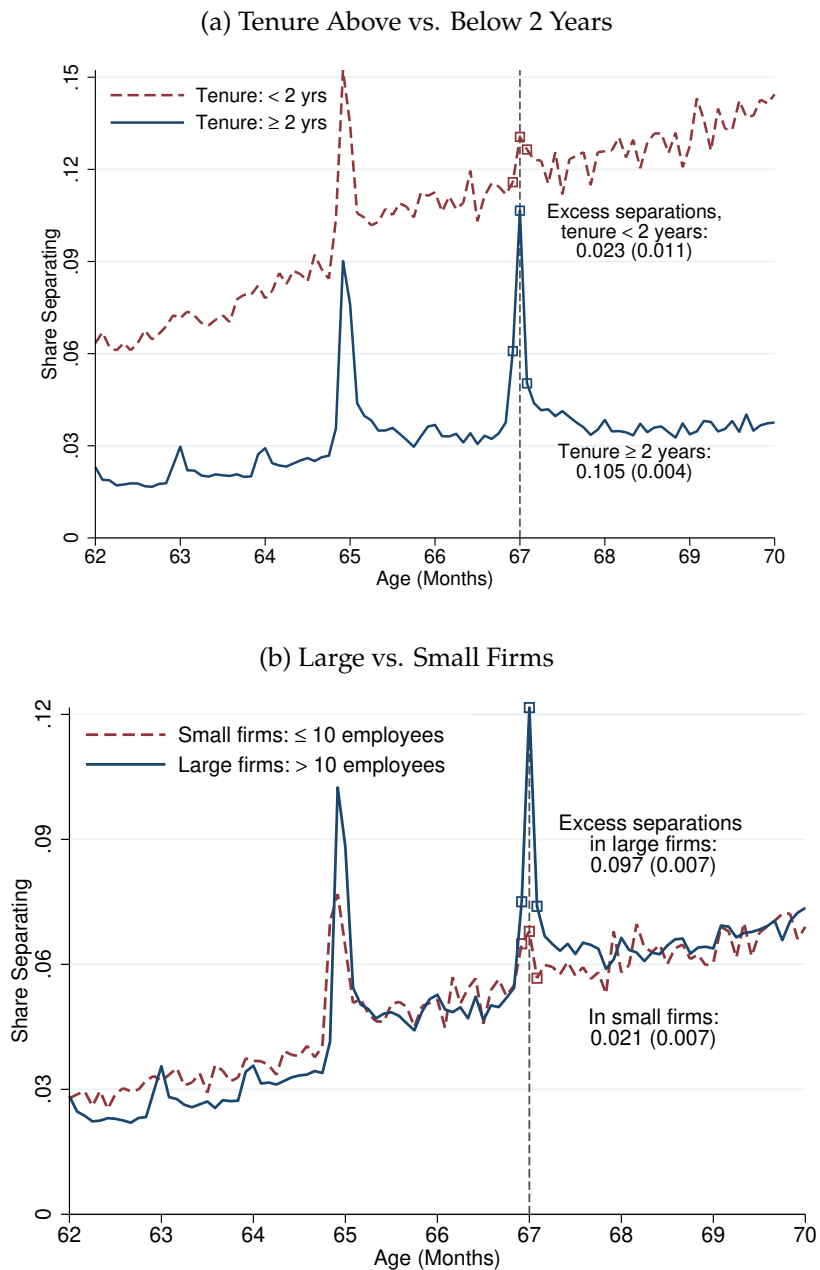 (a) Tenure Above vs. Below 2 Years
.15
.12
.09
.06
.03
0
Share Separating
Tenure: < 2 yrs
Tenure: ≥ 2 yrs
Excess separations,
tenure < 2 years:
0.023 (0.011)
Tenure ≥ 2 years:
0.105 (0.004)
62 63 64 65 66 67 68 69 70
Age (Months)
(b) Large vs. Small Firms
.12
.09
.06
.03
0
Share Separating
Small firms: ≤ 10 employees
Large firms: > 10 employees
Excess separations
in large firms:
0.097 (0.007)
In small firms:
0.021 (0.007)
62 63 64 65 66 67 68 69 70
Age (Months)